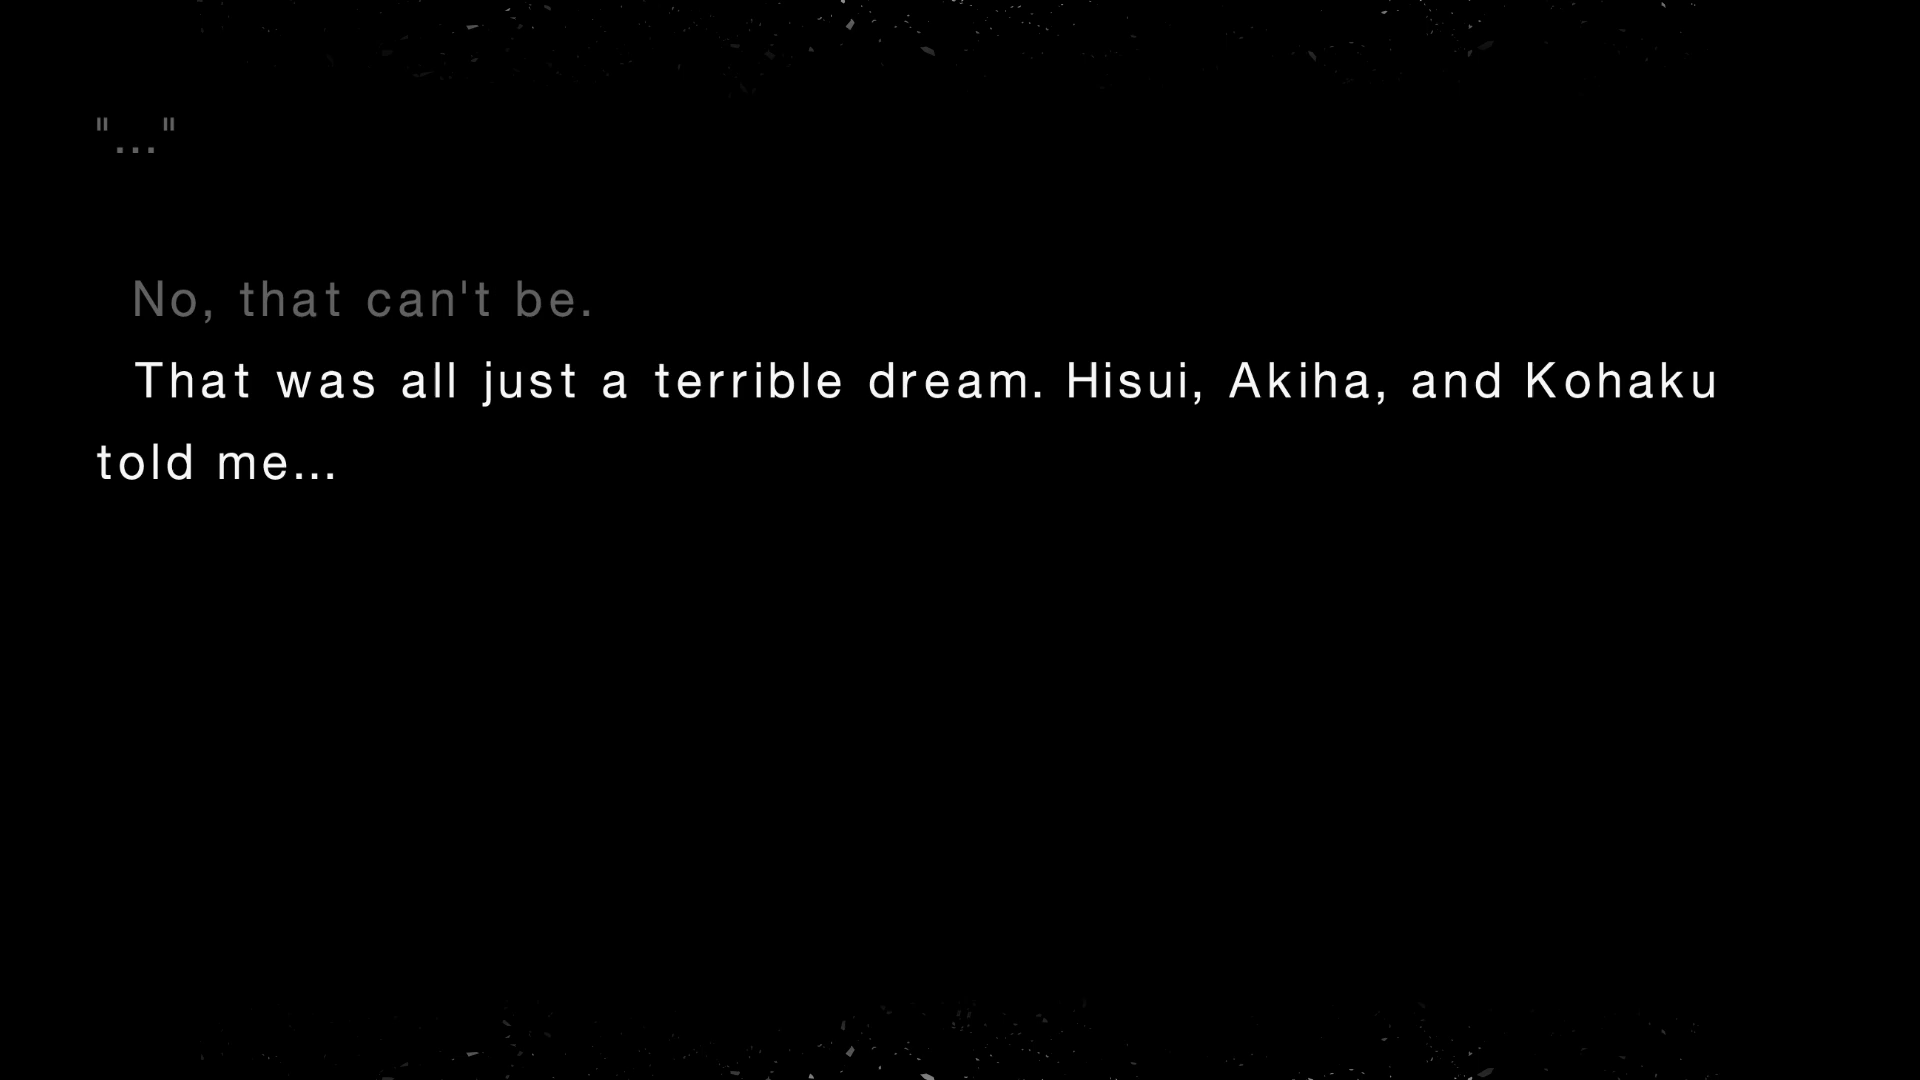 "..."
No, that can't be.
That was all just a terrible dream. Hisui, Akiha, and Kohaku
told me...